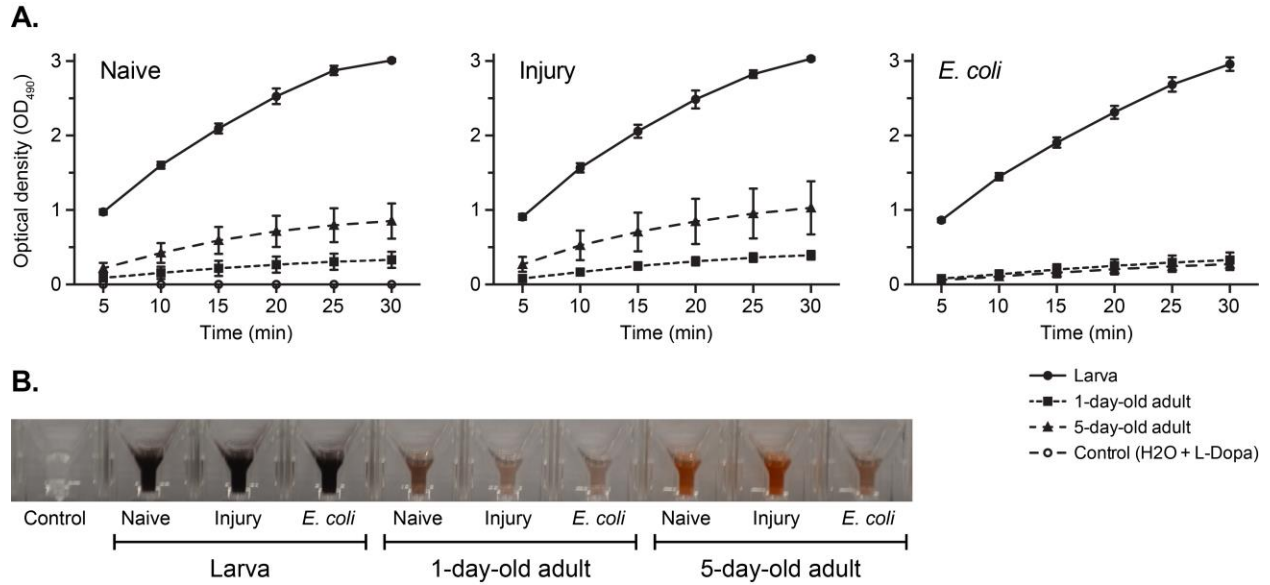 A.
Naive
Injury
E. coli
Optical density (OD490)
3
2
1
0
5 10 15 20 25 30
Time (min)
3
2
1
0
5 10 15 20 25 30
Time (min)
3
2
1
0
5 10 15 20 25 30
Time (min)
Larva
1-day-old adult
5-day-old adult
Control (H2O + L-Dopa)
B.
Control Naive Injury E. coli Naive Injury E. coli Naive Injury E. coli
Larva 1-day-old adult 5-day-old adult